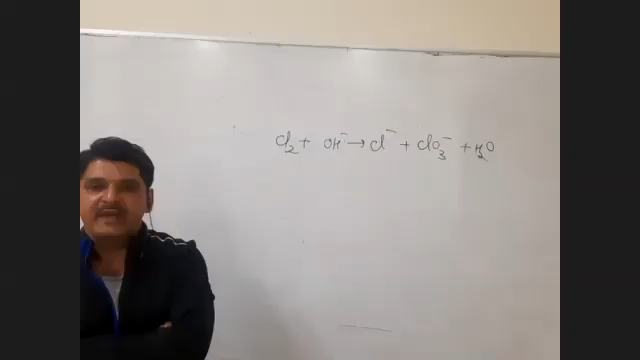 Cl₂ + OH⁻ → Cl⁻ + ClO₃⁻ + H₂O